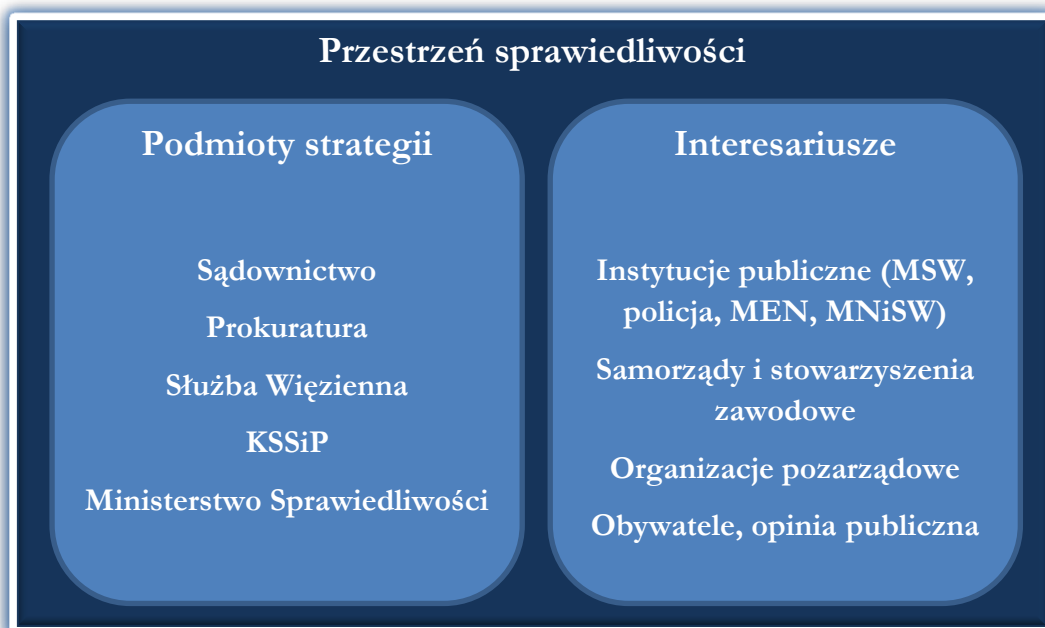 Przestrzeń sprawiedliwości
Podmioty strategii
Sądownictwo
Prokuratura
Służba Więzienna
KSSiP
Ministerstwo Sprawiedliwości
Interesariusze
Instytucje publiczne (MSW,
policja, MEN, MNiSW)
Samorządy i stowarzyszenia
zawodowe
Organizacje pozarządowe
Obywatele, opinia publiczna